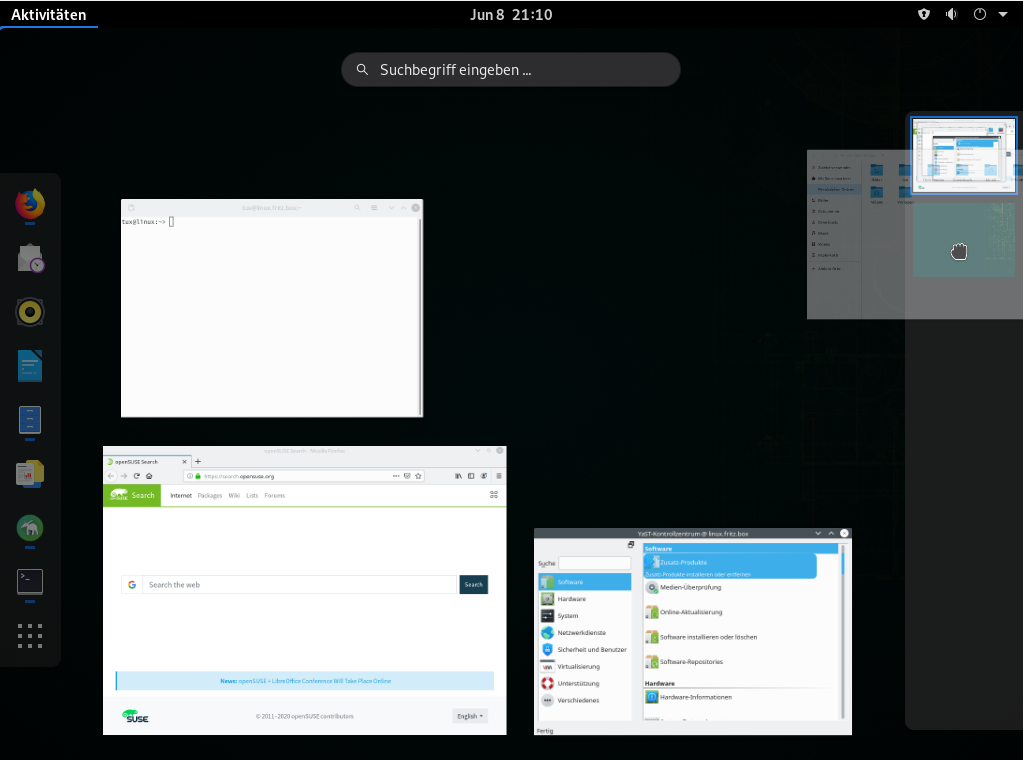 Aktivitäten
Jun 8 21:10
Suchbegriff eingeben ...
tux@linux.fritz.box:~
tux@linux:~>
openSUSE Search - Mozilla Firefox
openSUSE Search
https://search.opensuse.org
Search
Internet Packages Wiki Lists Forums
Search the web
Search
News: openSUSE + LibreOffice Conference Will Take Place Online
SUSE
© 2011–2020 openSUSE contributors
English
YaST-Kontrollzentrum @ linux.fritz.box
Suche
Software
Hardware
System
Netzwerkdienste
Sicherheit und Benutzer
Virtualisierung
Unterstützung
Verschiedenes
Software
Zusatz-Produkte
Zusatz-Produkte installieren oder entfernen
Medien-Überprüfung
Online-Aktualisierung
Software installieren oder löschen
Software-Repositories
Hardware
Hardware-Informationen
Fertig